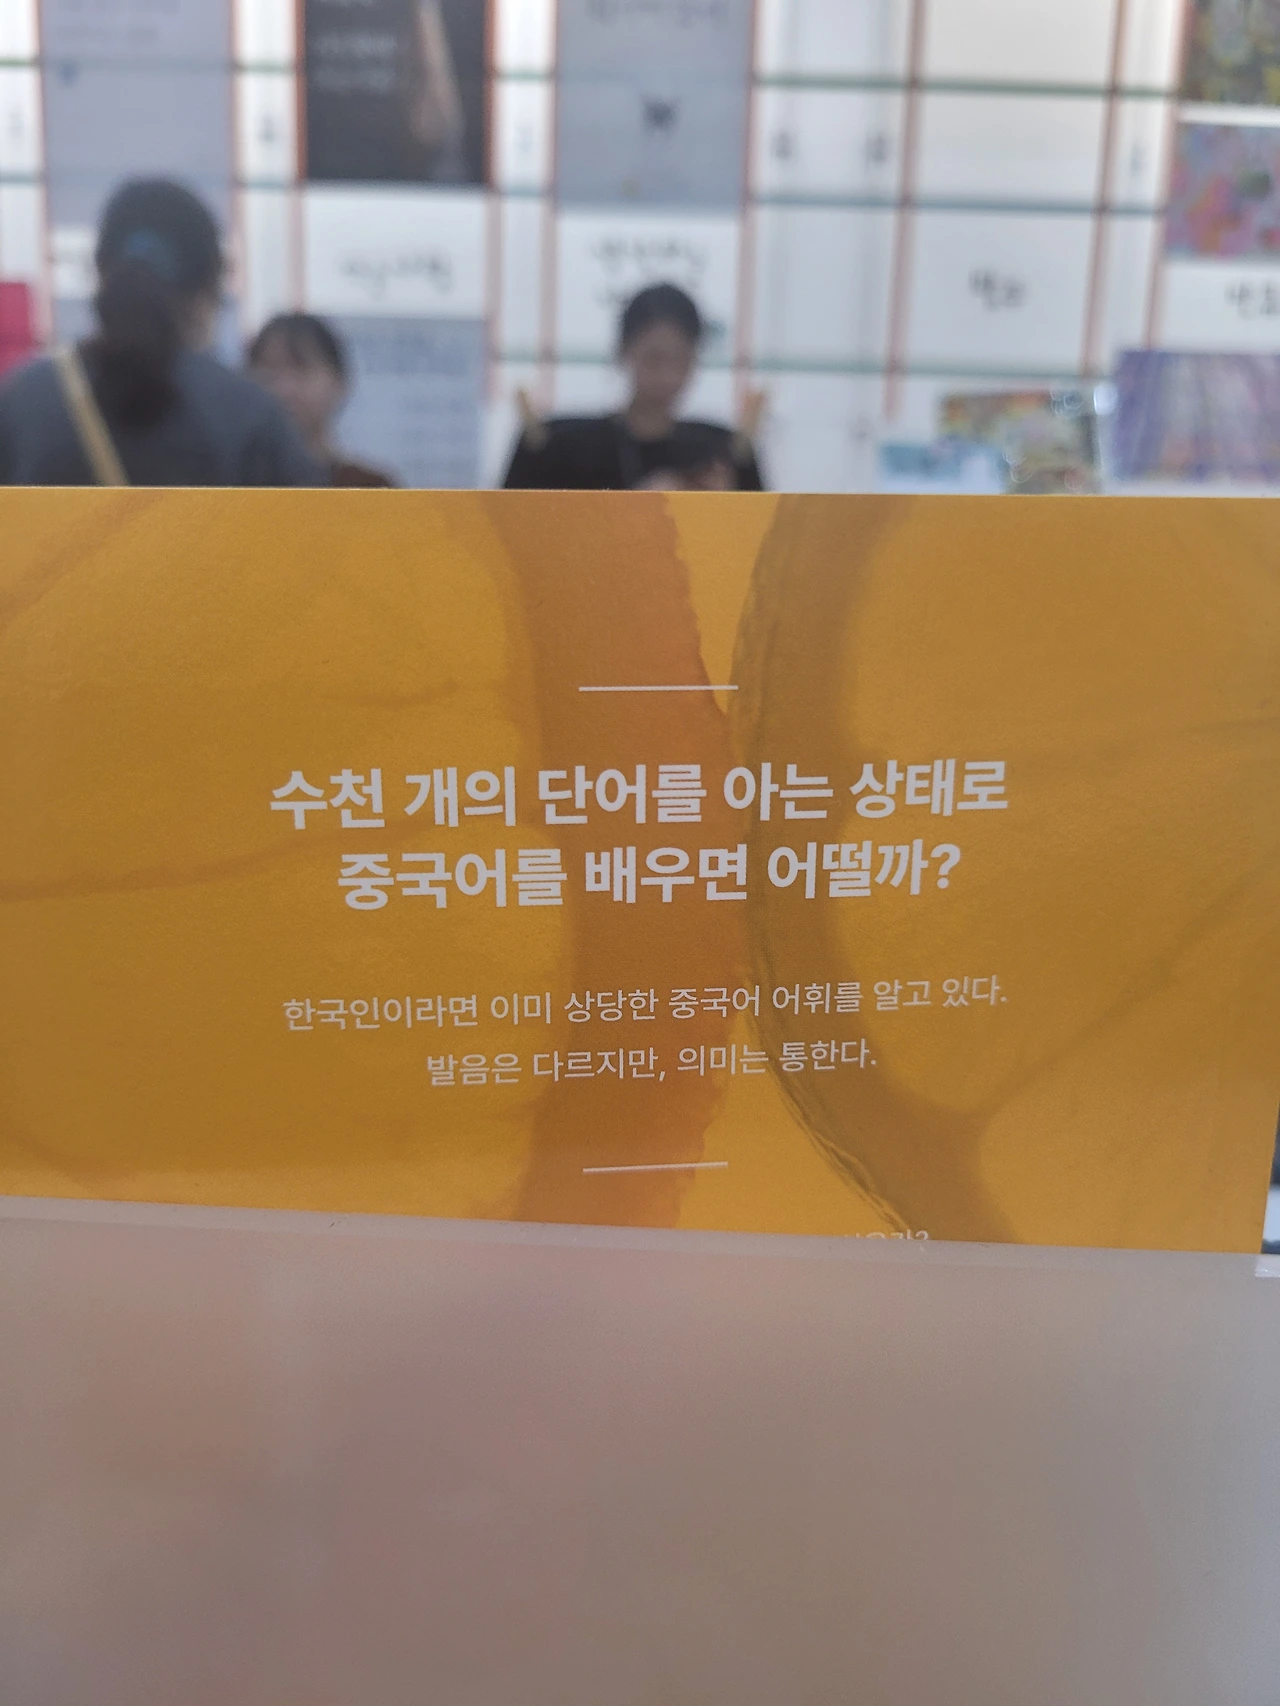 수천 개의 단어를 아는 상태로
중국어를 배우면 어떨까?
한국인이라면 이미 상당한 중국어 어휘를 알고 있다.
발음은 다르지만, 의미는 통한다.